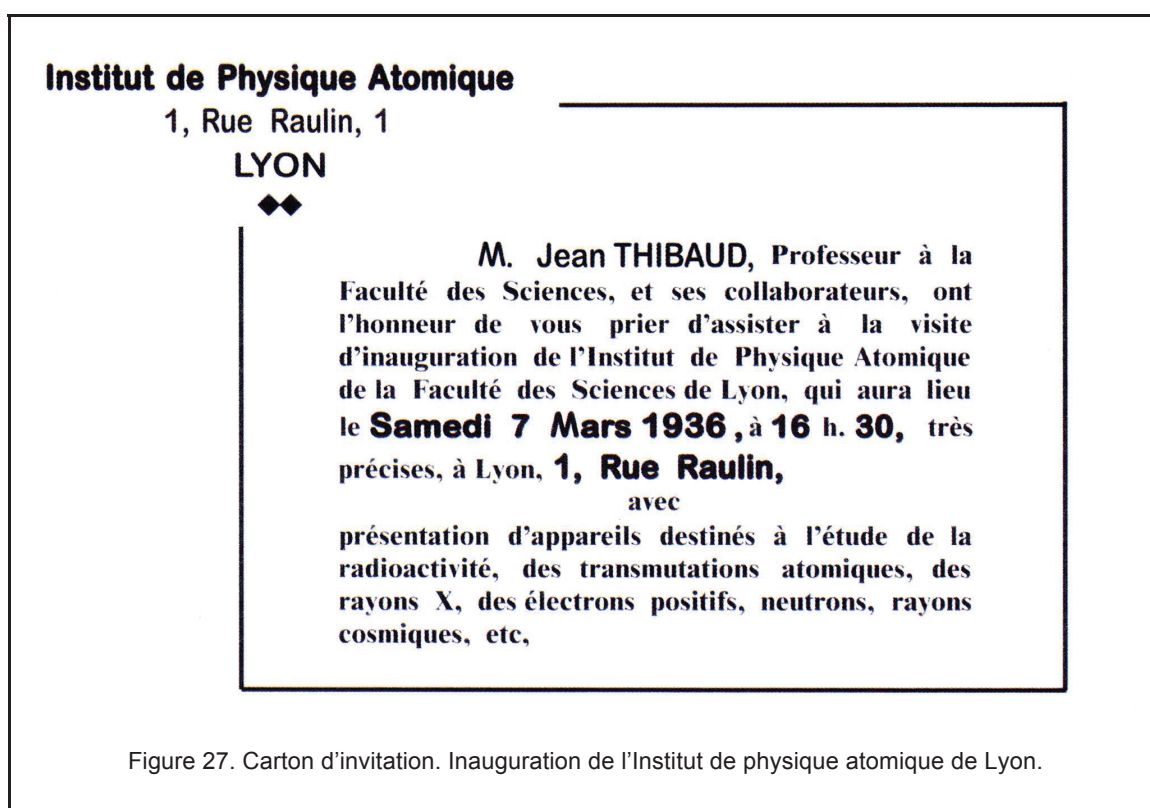 Institut de Physique Atomique
1, Rue Raulin, 1
LYON
M. Jean THIBAUD, Professeur à la
Faculté des Sciences, et ses collaborateurs, ont
l'honneur de vous prier d'assister à la visite
d'inauguration de l'Institut de Physique Atomique
de la Faculté des Sciences de Lyon, qui aura lieu
le Samedi 7 Mars 1936, à 16 h. 30, très
précises, à Lyon, 1, Rue Raulin,
avec
présentation d'appareils destinés à l'étude de la
radioactivité, des transmutations atomiques, des
rayons X, des électrons positifs, neutrons, rayons
cosmiques, etc,
Figure 27. Carton d'invitation. Inauguration de l'Institut de physique atomique de Lyon.